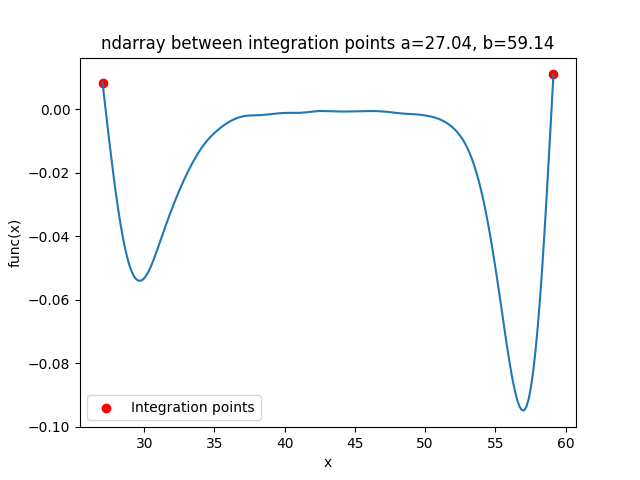 ndarray between integration points a=27.04, b=59.14
0.00
−0.02
−0.04
−0.06
−0.08
−0.10
func(x)
Integration points
30 35 40 45 50 55 60
x